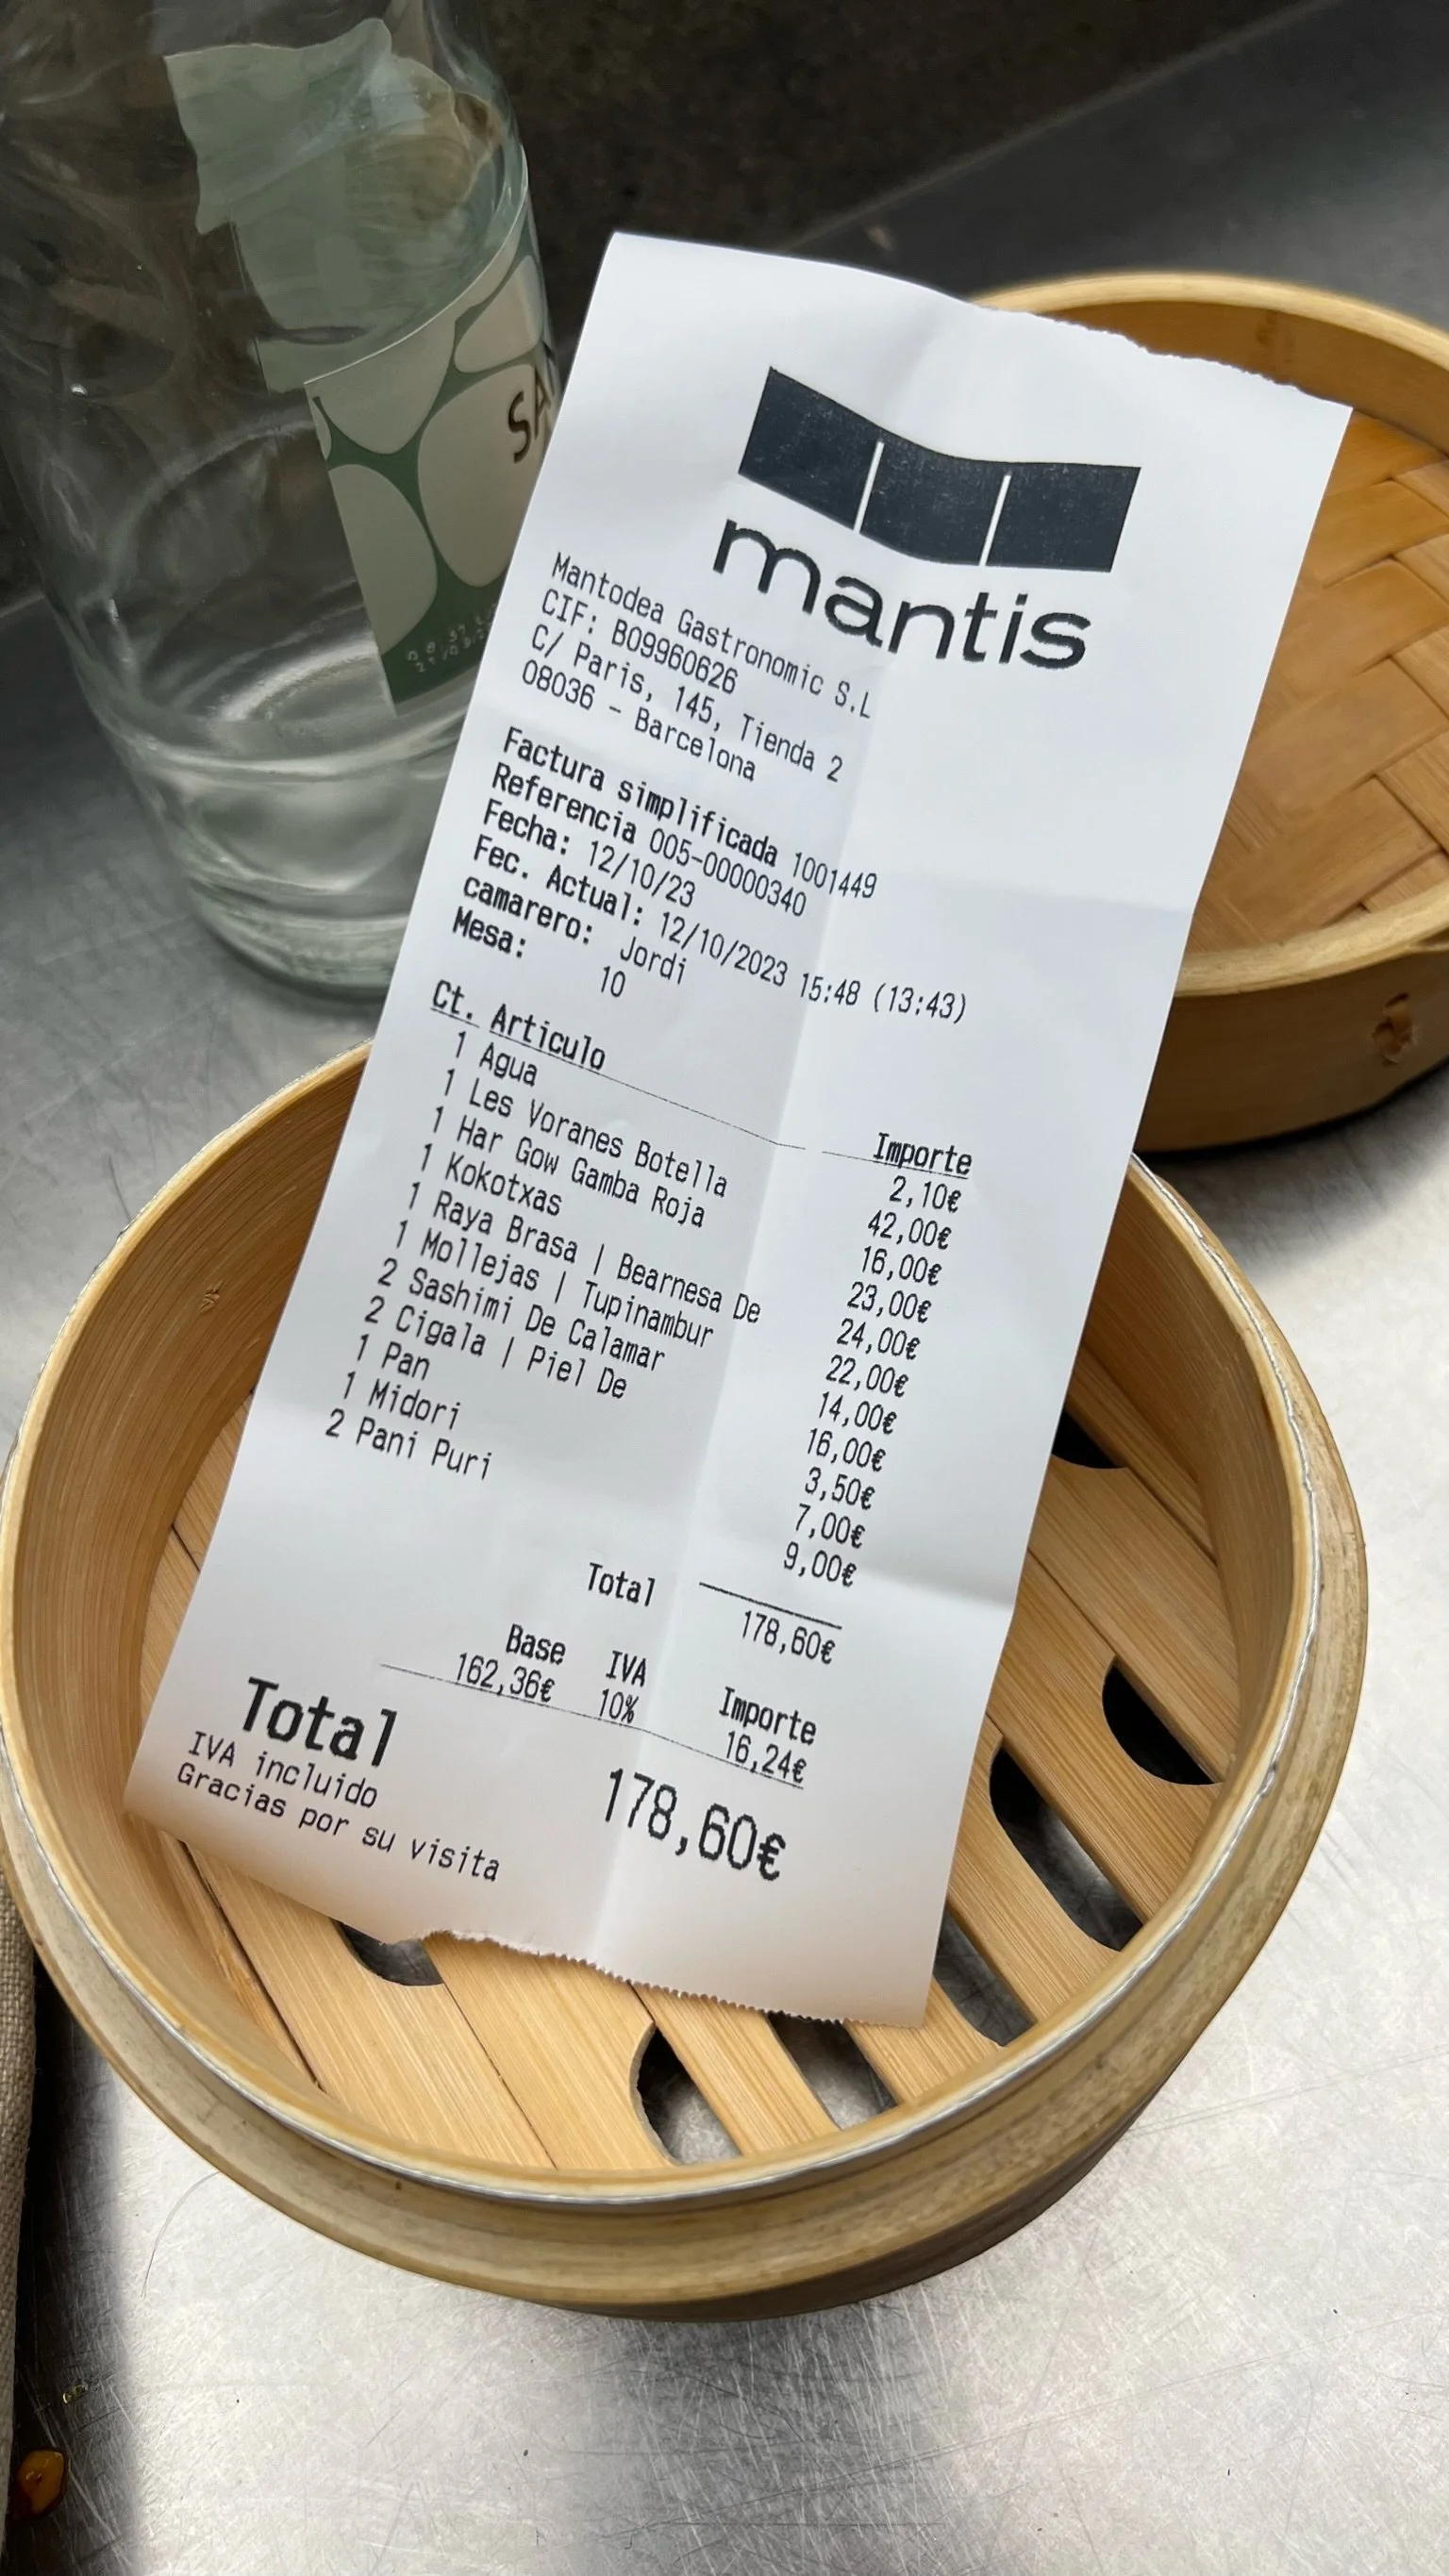 SA
mantis
Mantodea Gastronomic S.L
CIF: B09960626
C/ Paris, 145, Tienda 2
08036 - Barcelona
Factura simplificada 1001449
Referencia 005-00000340
Fecha: 12/10/23
Fec. Actual: 12/10/2023 15:48 (13:43)
camarero: Jordi
Mesa: 10
Ct. Articulo Importe
1 Agua 2,10€
1 Les Voranes Botella 42,00€
1 Har Gow Gamba Roja 16,00€
1 Kokotxas 23,00€
1 Raya Brasa | Bearnesa De 24,00€
1 Mollejas | Tupinambur 22,00€
2 Sashimi De Calamar 14,00€
2 Cigala | Piel De 16,00€
1 Pan 3,50€
1 Midori 7,00€
2 Pani Puri 9,00€
Total 178,60€
Base IVA Importe
162,36€ 10% 16,24€
Total 178,60€
IVA incluido
Gracias por su visita